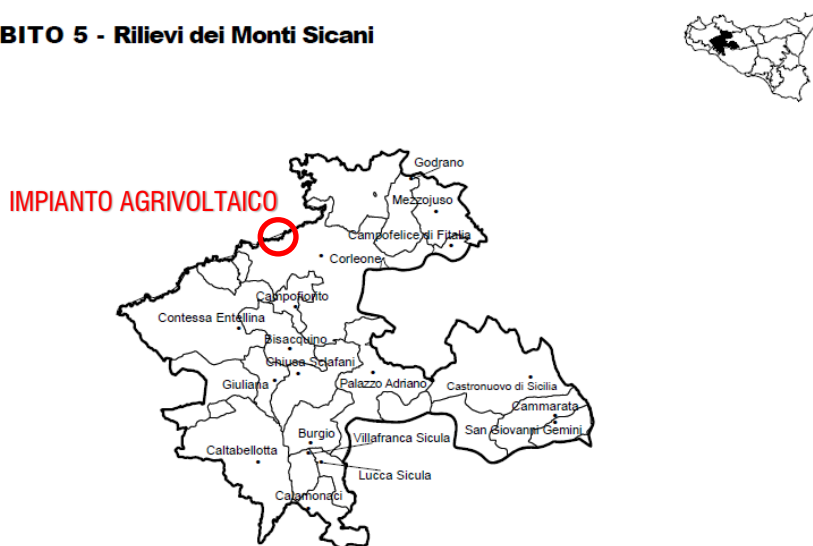 BITO 5 - Rilievi dei Monti Sicani
Godrano
IMPIANTO AGRIVOLTAICO
Mezzojuso
Campofelice di Fitalia
Corleone
Campofiorito
Contessa Entellina
Bisacquino
Chiusa Sclafani
Giuliana
Palazzo Adriano
Castronuovo di Sicilia
Cammarata
San Giovanni Gemini
Burgio
Villafranca Sicula
Caltabellotta
Lucca Sicula
Calamonaci